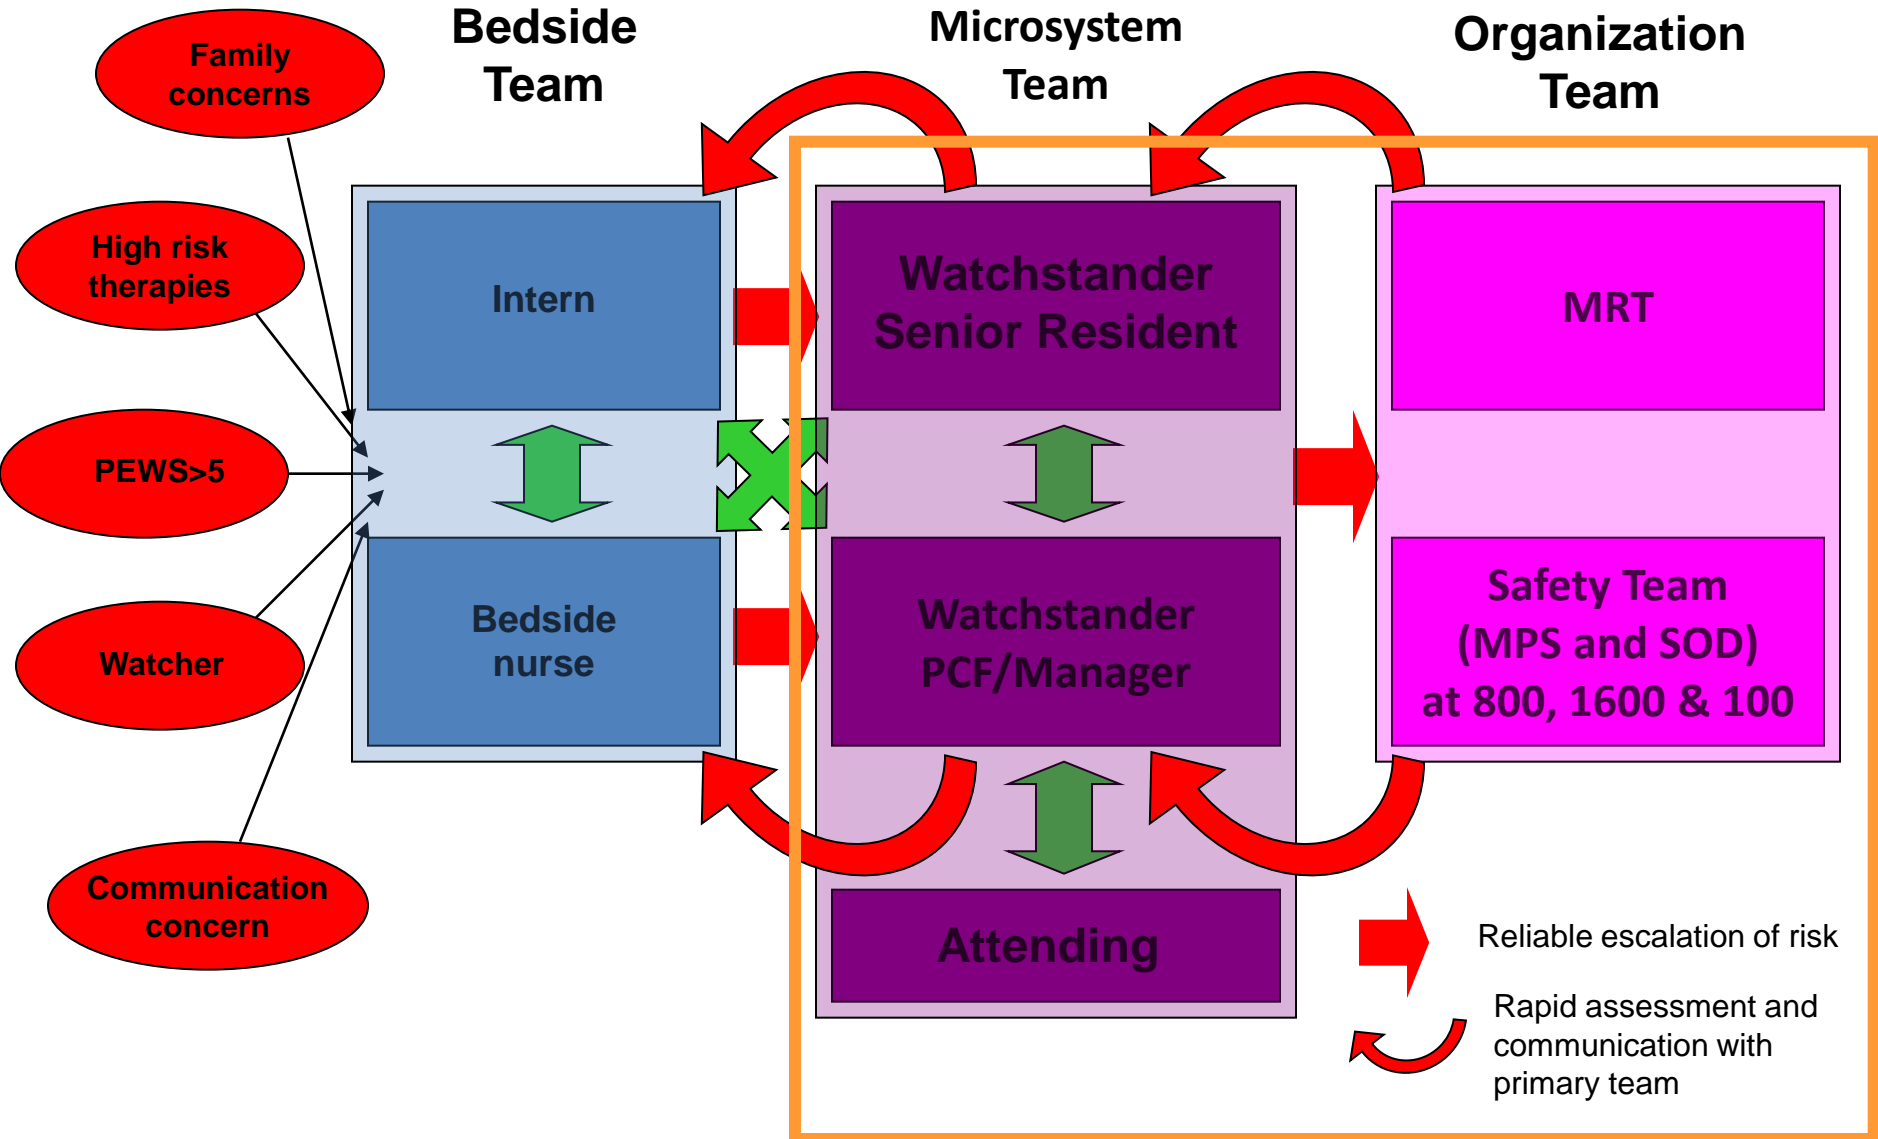 Bedside
Team
Microsystem
Team
Organization
Team
Family
concerns
High risk
therapies
PEWS>5
Watcher
Communication
concern
Intern
Bedside
nurse
Watchstander
Senior Resident
Watchstander
PCF/Manager
Attending
MRT
Safety Team
(MPS and SOD)
at 800, 1600 & 100
Reliable escalation of risk
Rapid assessment and
communication with
primary team